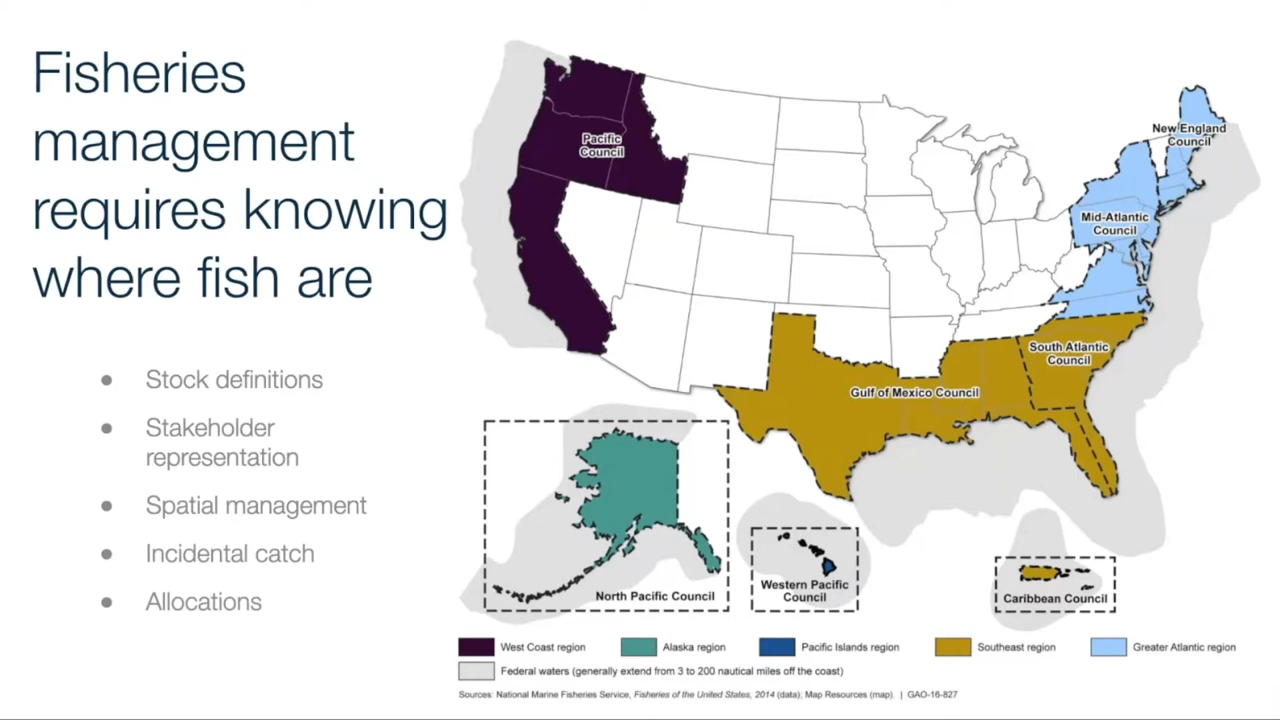 Fisheries
management
requires knowing
where fish are
● Stock definitions
● Stakeholder
representation
● Spatial management
● Incidental catch
● Allocations
Pacific
Council
New England
Council
Mid-Atlantic
Council
South Atlantic
Council
Gulf of Mexico Council
North Pacific Council
Western Pacific
Council
Caribbean Council
West Coast region
Alaska region
Pacific Islands region
Southeast region
Greater Atlantic region
Federal waters (generally extend from 3 to 200 nautical miles off the coast)
Sources: National Marine Fisheries Service, Fisheries of the United States, 2014 (data); Map Resources (map). | GAO-16-827